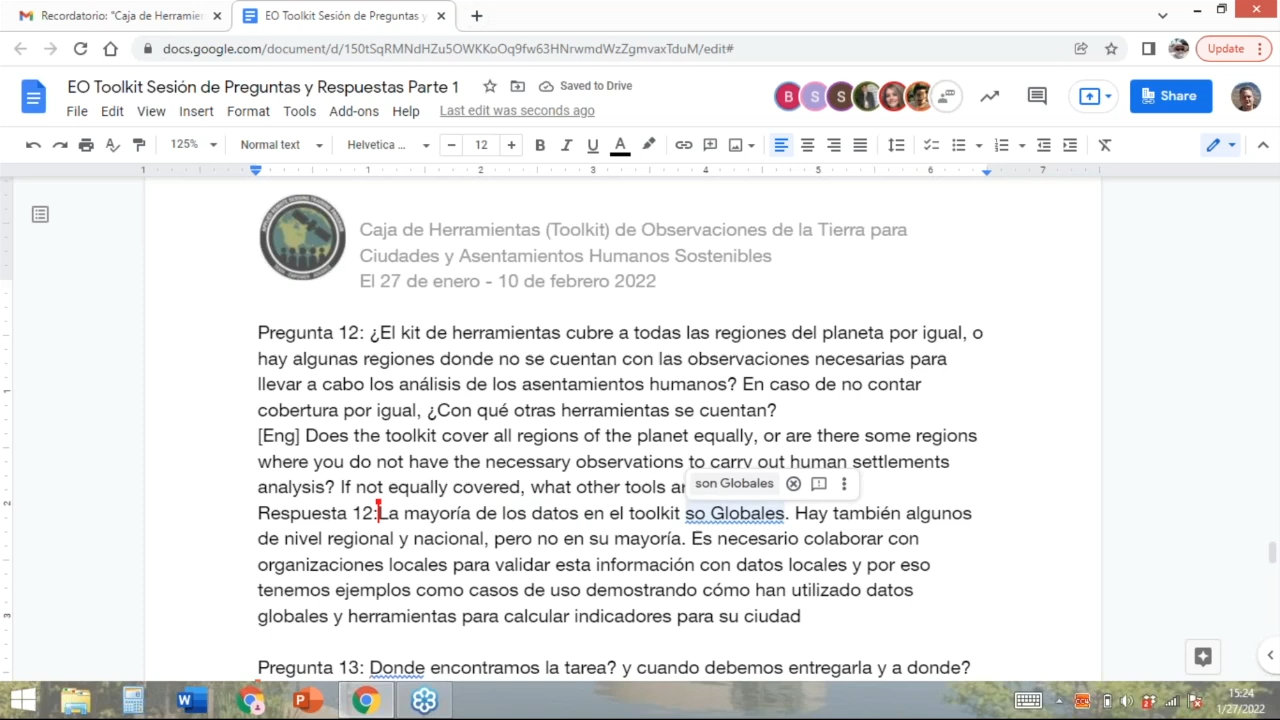 Recordatorio: "Caja de Herramie
EO Toolkit Sesión de Preguntas y
docs.google.com/document/d/150tSqRMNdHZu5OWKKoOq9fw63HNrwmdWzZgmvaxTduM/edit#
Update
EO Toolkit Sesión de Preguntas y Respuestas Parte 1
Saved to Drive
B S S
Share
File Edit View Insert Format Tools Add-ons Help Last edit was seconds ago
125% Normal text Helvetica ... 12 B I U A
1 1 2 3 4 5 6 7
Caja de Herramientas (Toolkit) de Observaciones de la Tierra para
Ciudades y Asentamientos Humanos Sostenibles
El 27 de enero - 10 de febrero 2022
Pregunta 12: ¿El kit de herramientas cubre a todas las regiones del planeta por igual, o
hay algunas regiones donde no se cuentan con las observaciones necesarias para
llevar a cabo los análisis de los asentamientos humanos? En caso de no contar
cobertura por igual, ¿Con qué otras herramientas se cuentan?
[Eng] Does the toolkit cover all regions of the planet equally, or are there some regions
where you do not have the necessary observations to carry out human settlements
analysis? If not equally covered, what other tools ar
son Globales
Respuesta 12:La mayoría de los datos en el toolkit so Globales. Hay también algunos
de nivel regional y nacional, pero no en su mayoría. Es necesario colaborar con
organizaciones locales para validar esta información con datos locales y por eso
tenemos ejemplos como casos de uso demostrando cómo han utilizado datos
globales y herramientas para calcular indicadores para su ciudad
Pregunta 13: Donde encontramos la tarea? y cuando debemos entregarla y a donde?
15:24
1/27/2022